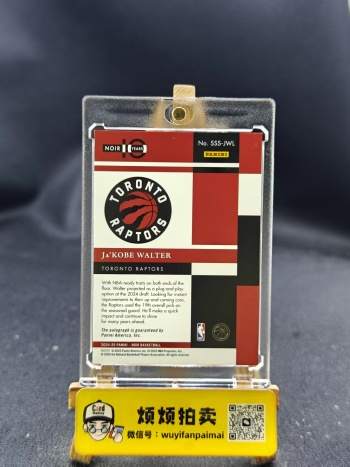 NOIR 10 YEARS
No. SSS-JWL
PANINI
TORONTO
RAPTORS
JA'KOBE WALTER
TORONTO RAPTORS
With NBA-ready traits on both ends of the
floor, Walter projected as a plug-and-play
option at the 2024 draft. Looking for instant
improvements to their up-and-coming core,
the Raptors used the 19th overall pick on
the seasoned guard. He'll make a quick
impact and continue to shine
for many years ahead.
The autograph is guaranteed by
Panini America, Inc.
2024-25 PANINI - NOIR BASKETBALL
NBA
烦烦拍卖
微信号：wuyifanpaimai